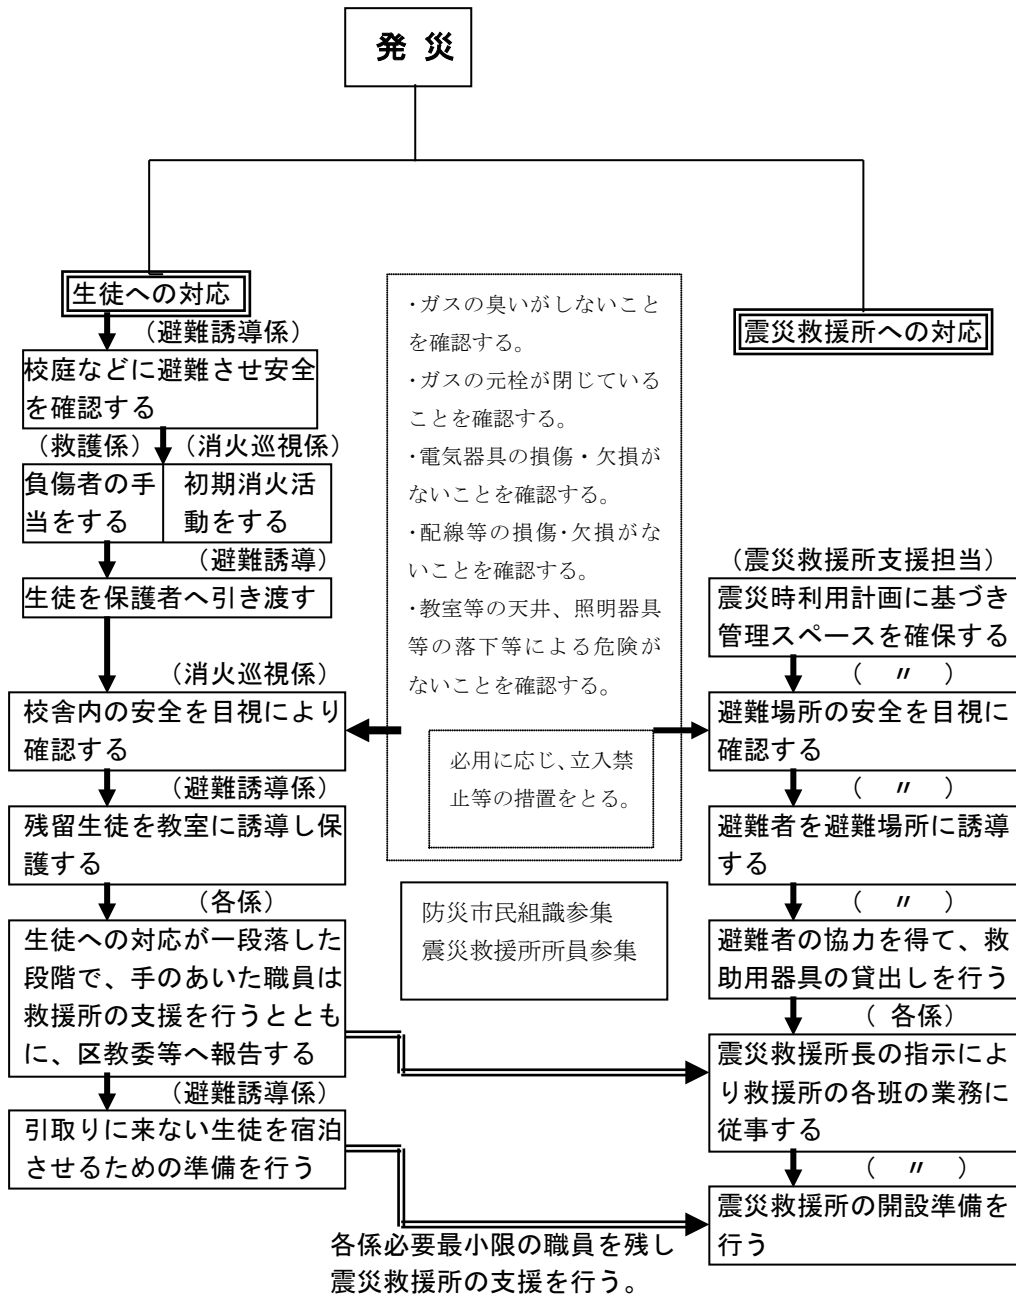 発 災
生徒への対応
(避難誘導係)
校庭などに避難させ安全
を確認する
(救護係)
(消火巡視係)
負傷者の手
当をする
初期消火活
動をする
(避難誘導)
生徒を保護者へ引き渡す
(消火巡視係)
校舎内の安全を目視により
確認する
(避難誘導係)
残留生徒を教室に誘導し保
護する
(各係)
生徒への対応が一段落した
段階で、手のあいた職員は
救援所の支援を行うととも
に、区教委等へ報告する
(避難誘導係)
引取りに来ない生徒を宿泊
させるための準備を行う
・ガスの臭いがしないこと
を確認する。
・ガスの元栓が閉じている
ことを確認する。
・電気器具の損傷・欠損が
ないことを確認する。
・配線等の損傷・欠損がな
いことを確認する。
・教室等の天井、照明器具
等の落下等による危険が
ないことを確認する。
必用に応じ、立入禁
止等の措置をとる。
防災市民組識参集
震災救援所所員参集
各係必要最小限の職員を残し
震災救援所の支援を行う。
震災救援所への対応
(震災救援所支援担当)
震災時利用計画に基づき
管理スペースを確保する
( 〃 )
避難場所の安全を目視に
確認する
( 〃 )
避難者を避難場所に誘導
する
( 〃 )
避難者の協力を得て、救
助用器具の貸出しを行う
( 各係)
震災救援所長の指示によ
り救援所の各班の業務に
従事する
( 〃 )
震災救援所の開設準備を
行う